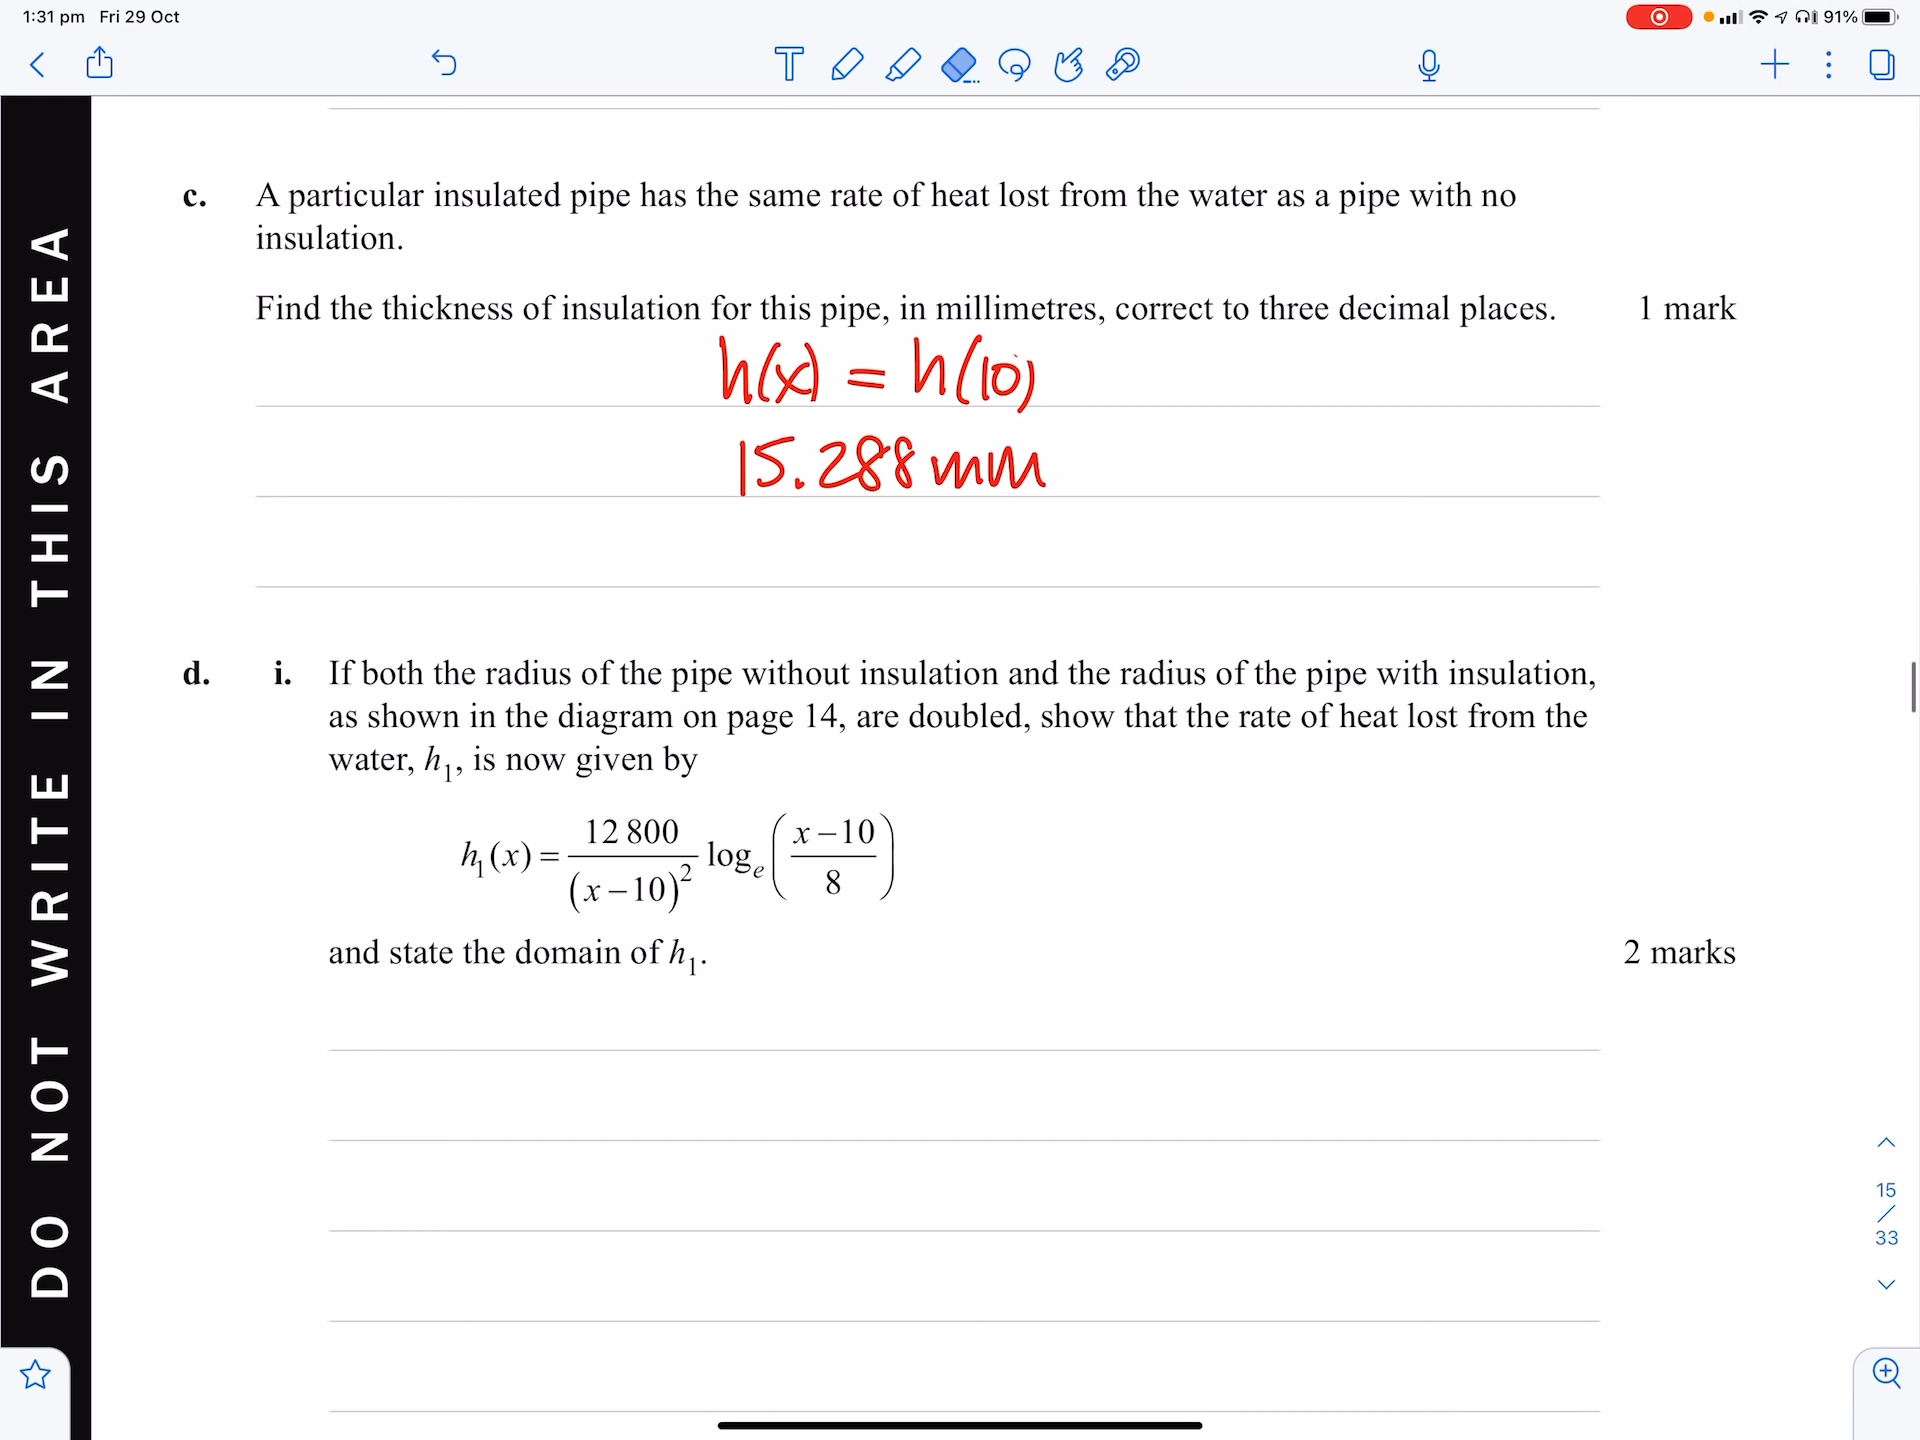 1:31 pm Fri 29 Oct
91%
DO NOT WRITE IN THIS AREA
c. A particular insulated pipe has the same rate of heat lost from the water as a pipe with no
insulation.
Find the thickness of insulation for this pipe, in millimetres, correct to three decimal places. 1 mark
h(x) = h(10)
15.288 mm
d. i. If both the radius of the pipe without insulation and the radius of the pipe with insulation,
as shown in the diagram on page 14, are doubled, show that the rate of heat lost from the
water, h₁, is now given by
h₁(x) = 12 800/(x – 10)² logₑ((x – 10)/8)
and state the domain of h₁. 2 marks
15
/
33